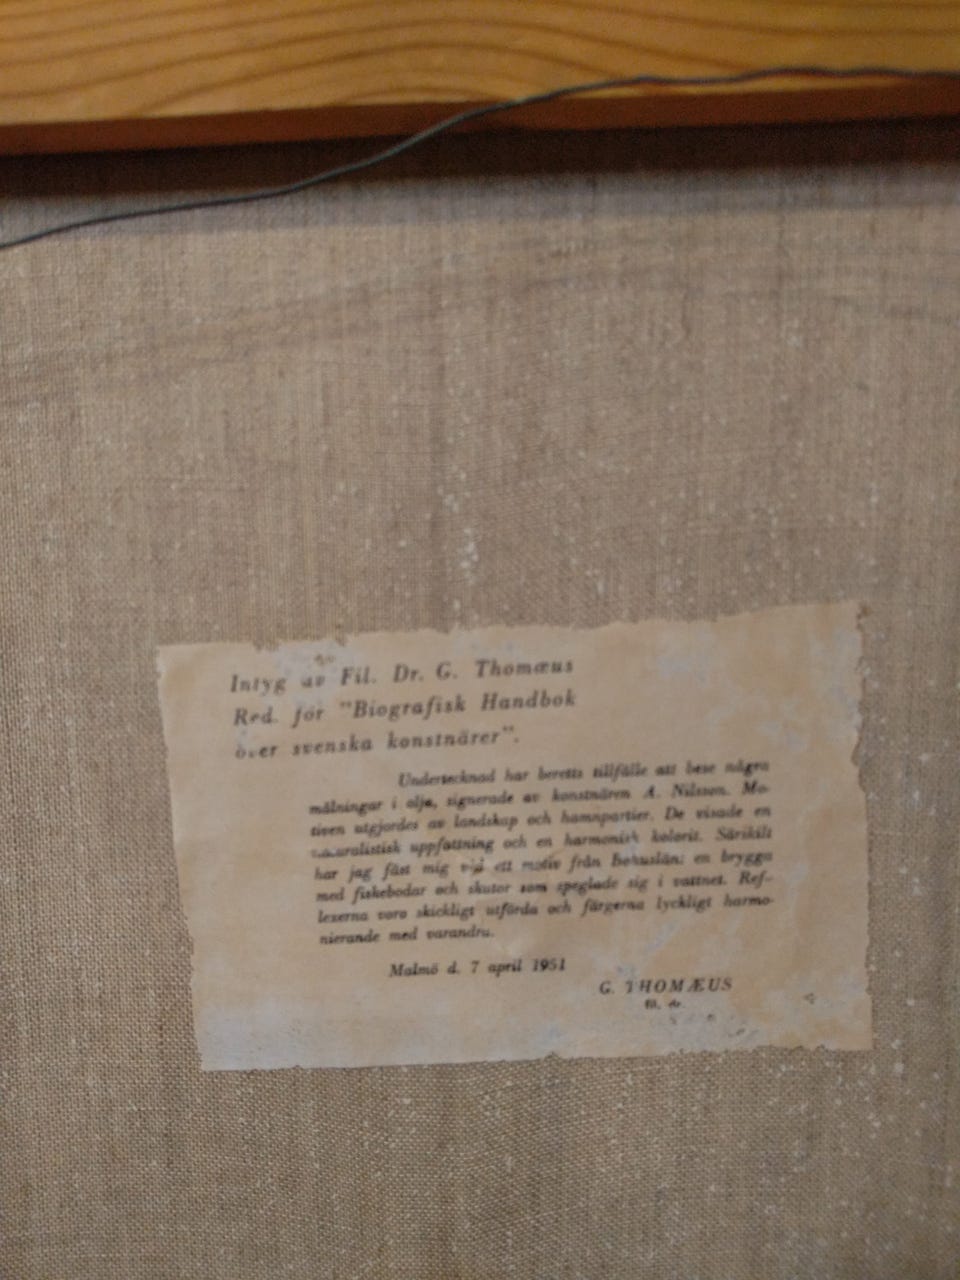 Intyg av Fil. Dr. G. Thomæus
Red. för "Biografisk Handbok
över svenska konstnärer".
Undertecknad har beretts tillfälle att bese några
målningar i olja, signerade av konstnären A. Nilsson. Mo-
tiven utgjordes av landskap och hamnpartier. De visade en
naturalistisk uppfattning och en harmonisk kolorit. Särskilt
har jag fäst mig vid ett motiv från Bohuslän: en brygga
med fiskebodar och skutor som speglade sig i vattnet. Ref-
lexerna voro skickligt utförda och färgerna lyckligt harmo-
nierande med varandra.
Malmö d. 7 april 1951
G. THOMÆUS
fil. dr.